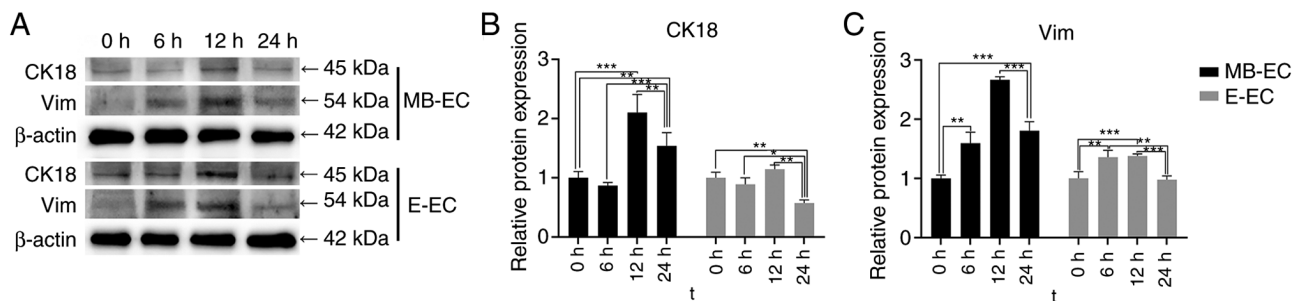 A
0 h 6 h 12 h 24 h
CK18 ← 45 kDa
Vim ← 54 kDa
β-actin ← 42 kDa
MB-EC
CK18 ← 45 kDa
Vim ← 54 kDa
β-actin ← 42 kDa
E-EC
B
CK18
Relative protein expression
3
2
1
0
***
**
***
**
**
*
**
0 h 6 h 12 h 24 h 0 h 6 h 12 h 24 h
t
C
Vim
Relative protein expression
3
2
1
0
***
***
**
***
**
**
***
0 h 6 h 12 h 24 h 0 h 6 h 12 h 24 h
t
MB-EC
E-EC